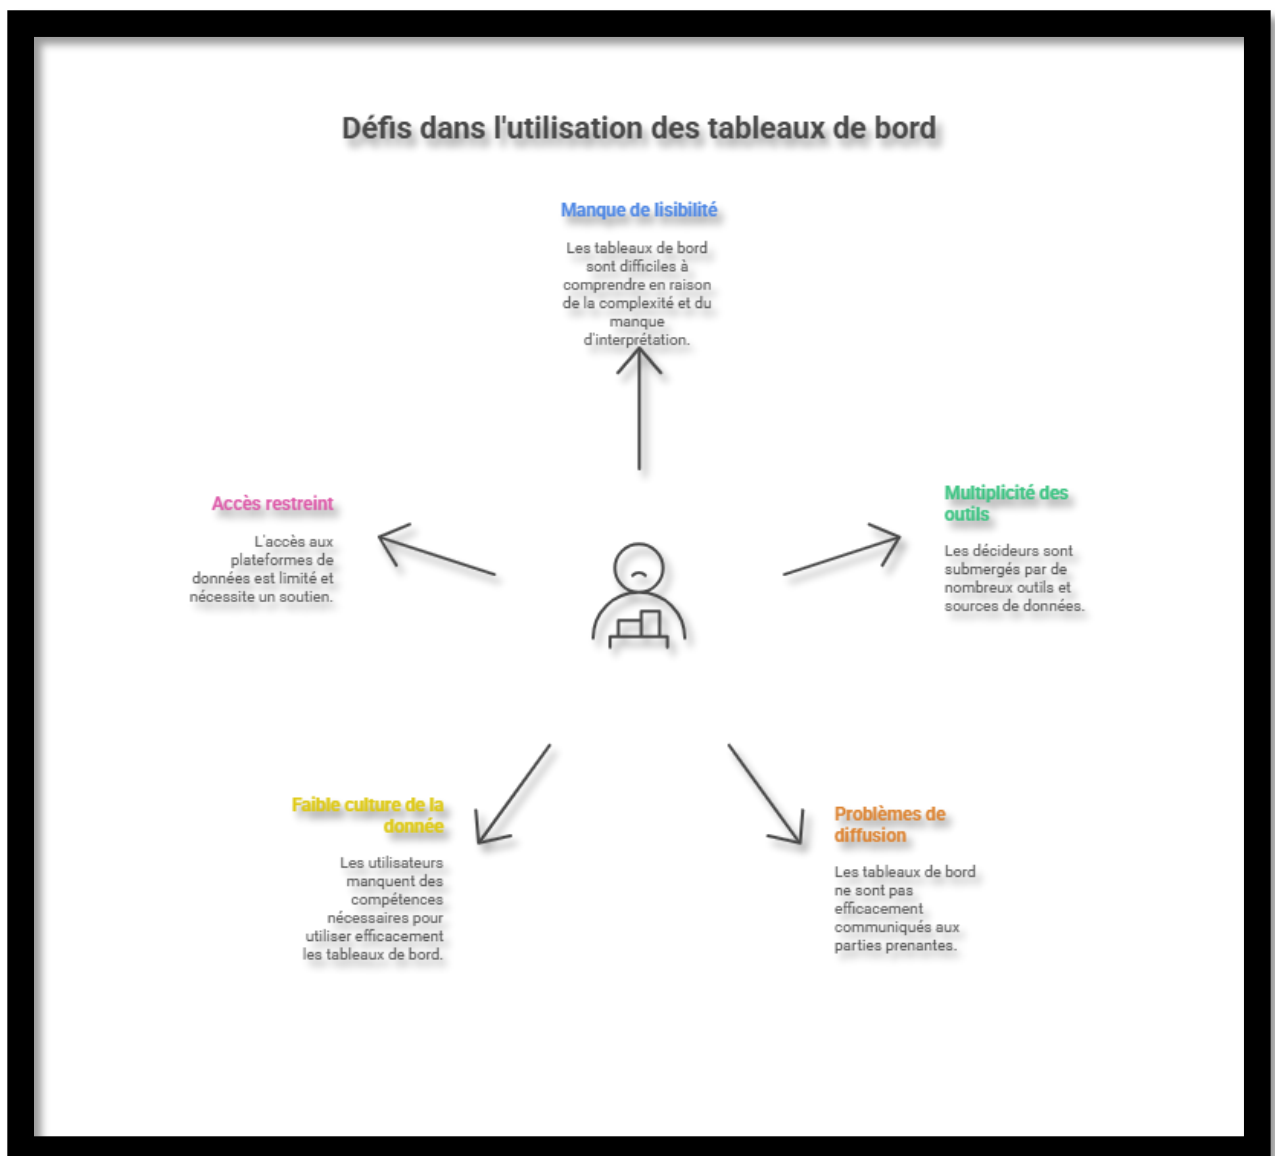 Défis dans l'utilisation des tableaux de bord
Manque de lisibilité
Les tableaux de bord
sont difficiles à
comprendre en raison
de la complexité et du
manque
d'interprétation.
Accès restreint
L'accès aux
plateformes de
données est limité et
nécessite un soutien.
Multiplicité des
outils
Les décideurs sont
submergés par de
nombreux outils et
sources de données.
Faible culture de la
donnée
Les utilisateurs
manquent des
compétences
nécessaires pour
utiliser efficacement
les tableaux de bord.
Problèmes de
diffusion
Les tableaux de bord
ne sont pas
efficacement
communiqués aux
parties prenantes.